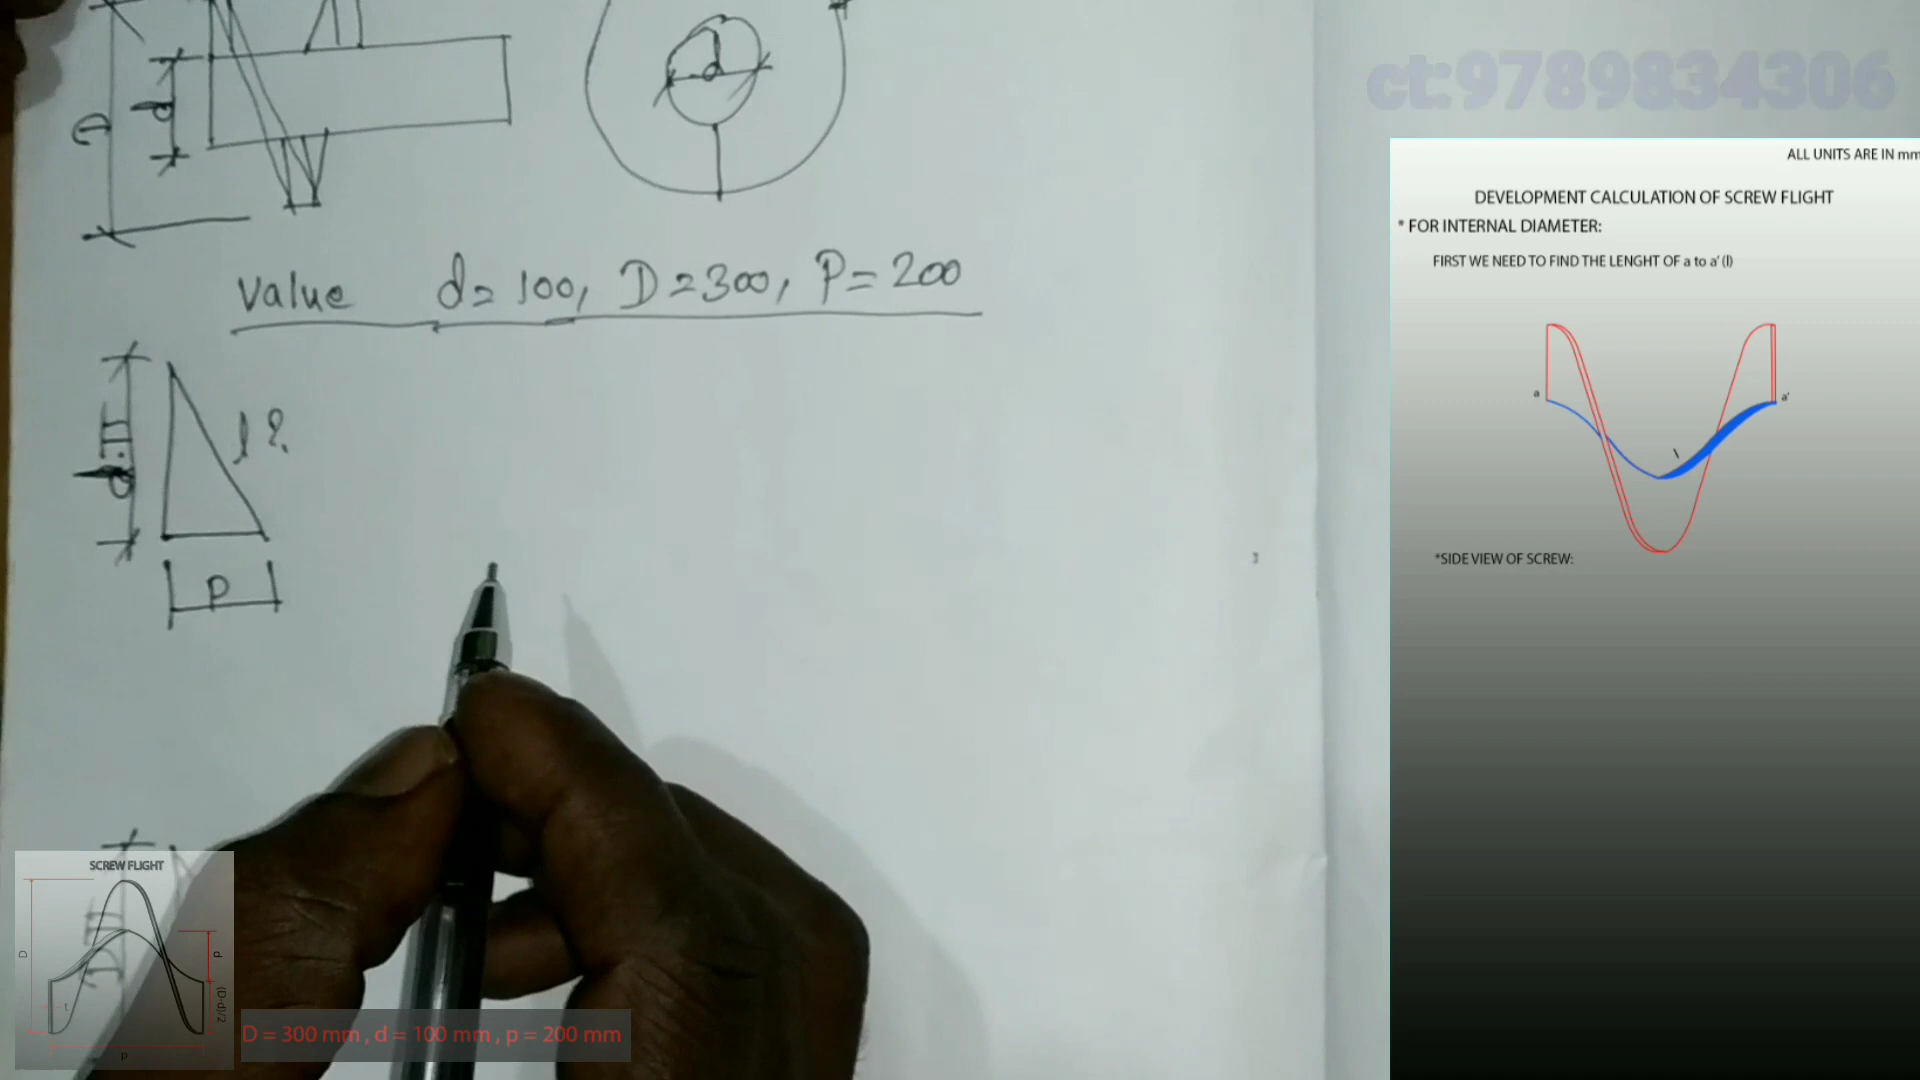 d
D
d
ct:9789834306
ALL UNITS ARE IN mm
DEVELOPMENT CALCULATION OF SCREW FLIGHT
* FOR INTERNAL DIAMETER:
FIRST WE NEED TO FIND THE LENGHT OF a to a' (l)
a
a'
l
*SIDE VIEW OF SCREW:
Value d=100, D=300, P=200
l?
d.π
P
SCREW FLIGHT
D
d
(D-d)/2
t
p
Dπ
D = 300 mm , d = 100 mm , p = 200 mm